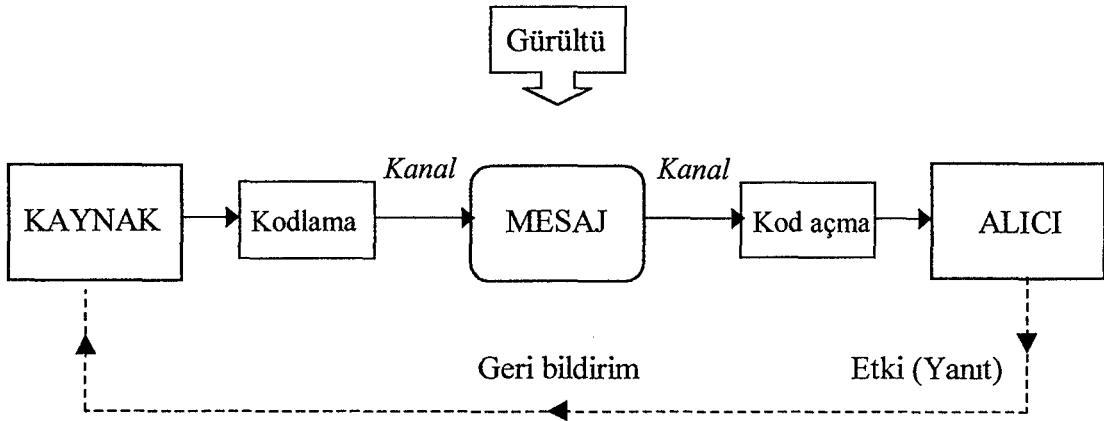 Gürültü
Kanal
Kanal
KAYNAK
Kodlama
MESAJ
Kod açma
ALICI
Geri bildirim
Etki (Yanıt)